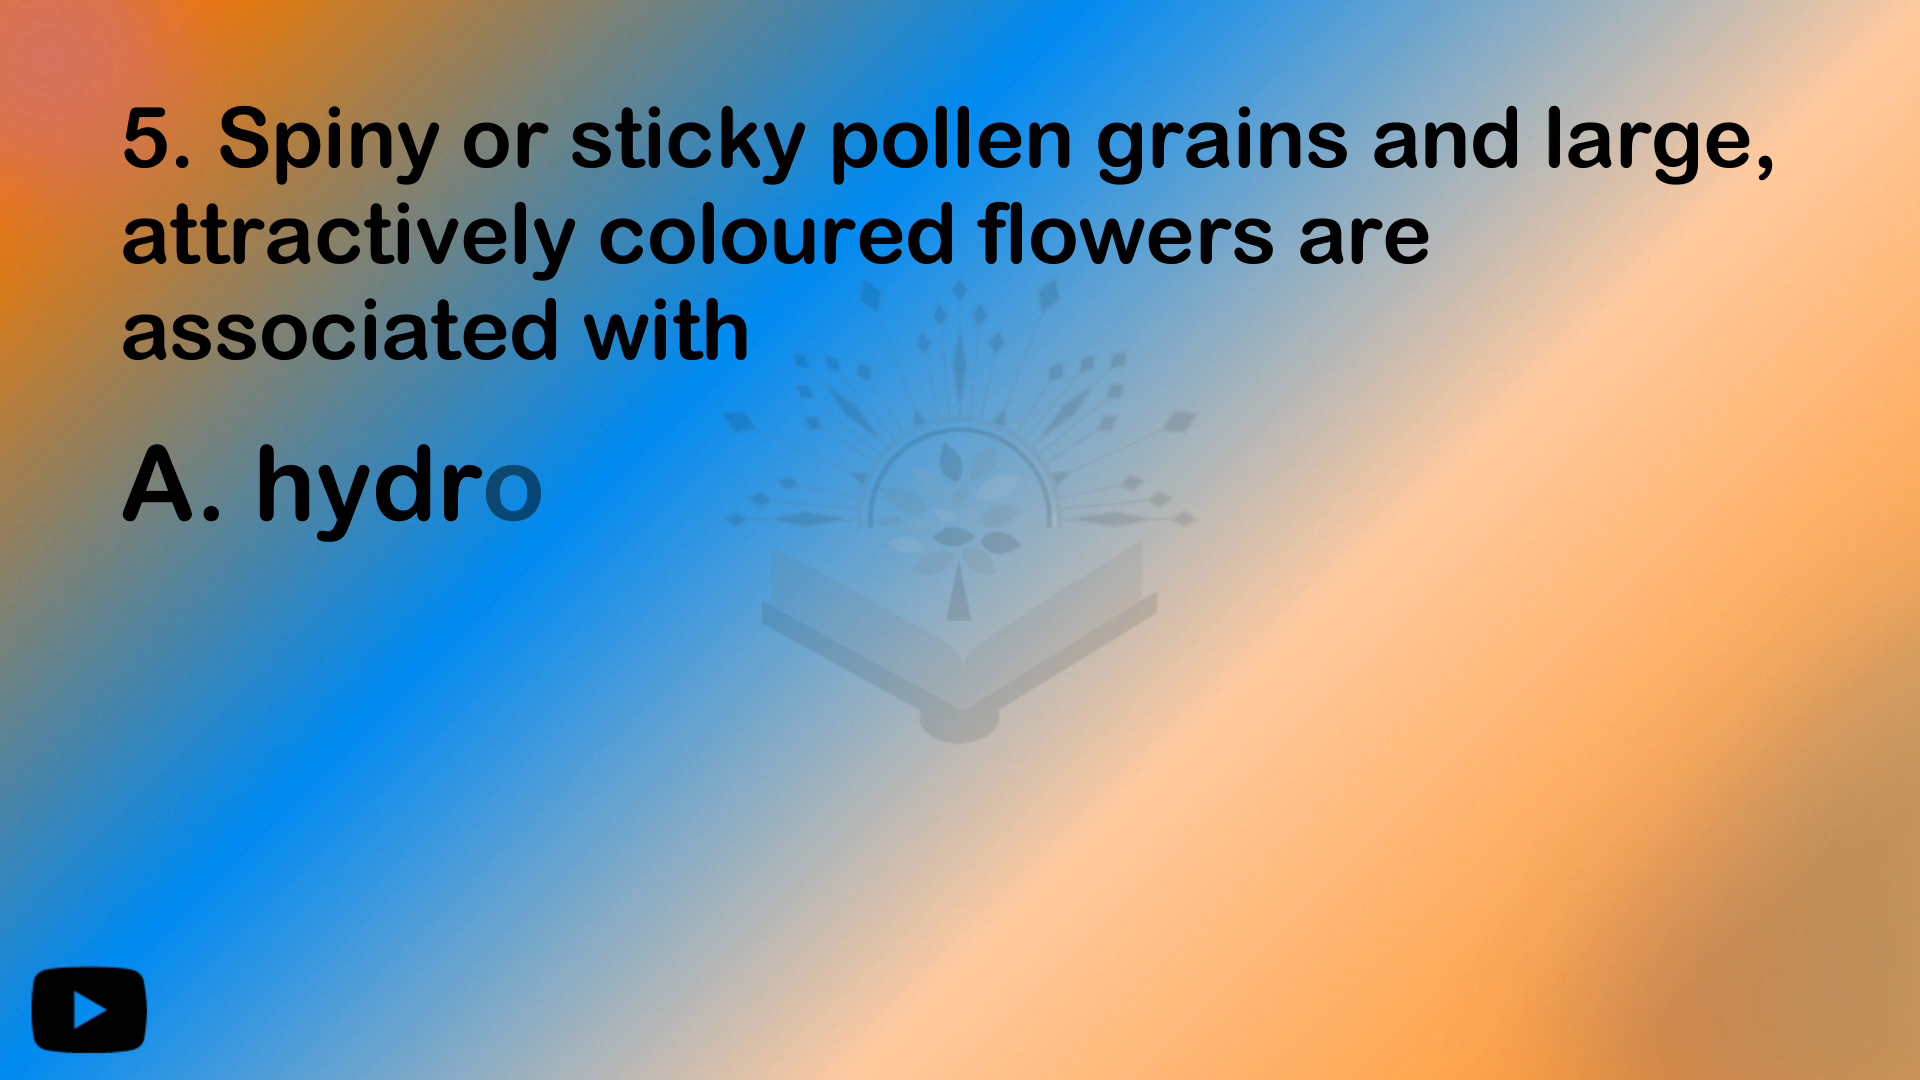 5. Spiny or sticky pollen grains and large,
attractively coloured flowers are
associated with
A. hydro